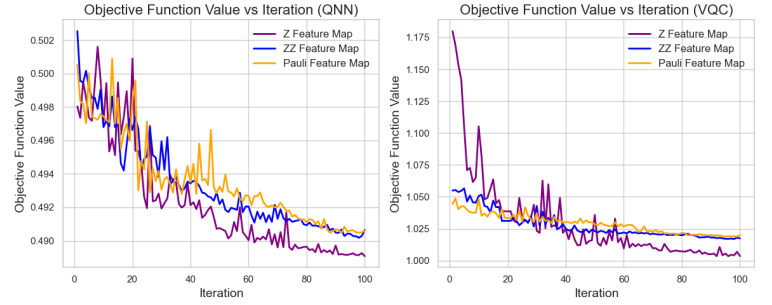 Objective Function Value vs Iteration (QNN)
Z Feature Map
ZZ Feature Map
Pauli Feature Map
0.502
0.500
0.498
0.496
0.494
0.492
0.490
Objective Function Value
0 20 40 60 80 100
Iteration
Objective Function Value vs Iteration (VQC)
Z Feature Map
ZZ Feature Map
Pauli Feature Map
1.175
1.150
1.125
1.100
1.075
1.050
1.025
1.000
Objective Function Value
0 20 40 60 80 100
Iteration